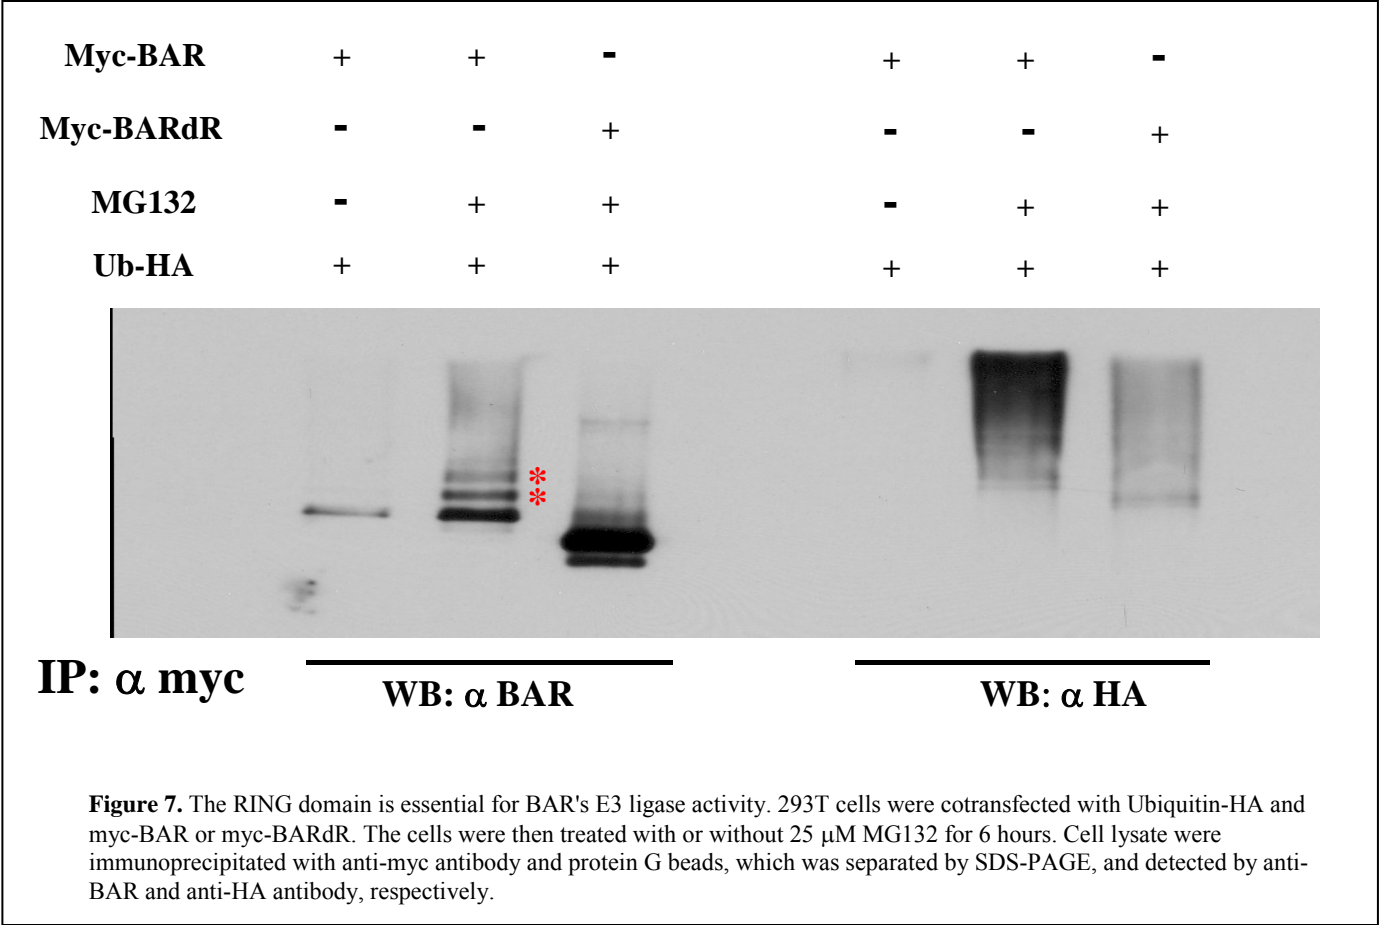 Myc-BAR + + - + + -
Myc-BARdR - - + - - +
MG132 - + + - + +
Ub-HA + + + + + +
*
*
IP: α myc
WB: α BAR WB: α HA
Figure 7. The RING domain is essential for BAR's E3 ligase activity. 293T cells were cotransfected with Ubiquitin-HA and
myc-BAR or myc-BARdR. The cells were then treated with or without 25 μM MG132 for 6 hours. Cell lysate were
immunoprecipitated with anti-myc antibody and protein G beads, which was separated by SDS-PAGE, and detected by anti-
BAR and anti-HA antibody, respectively.